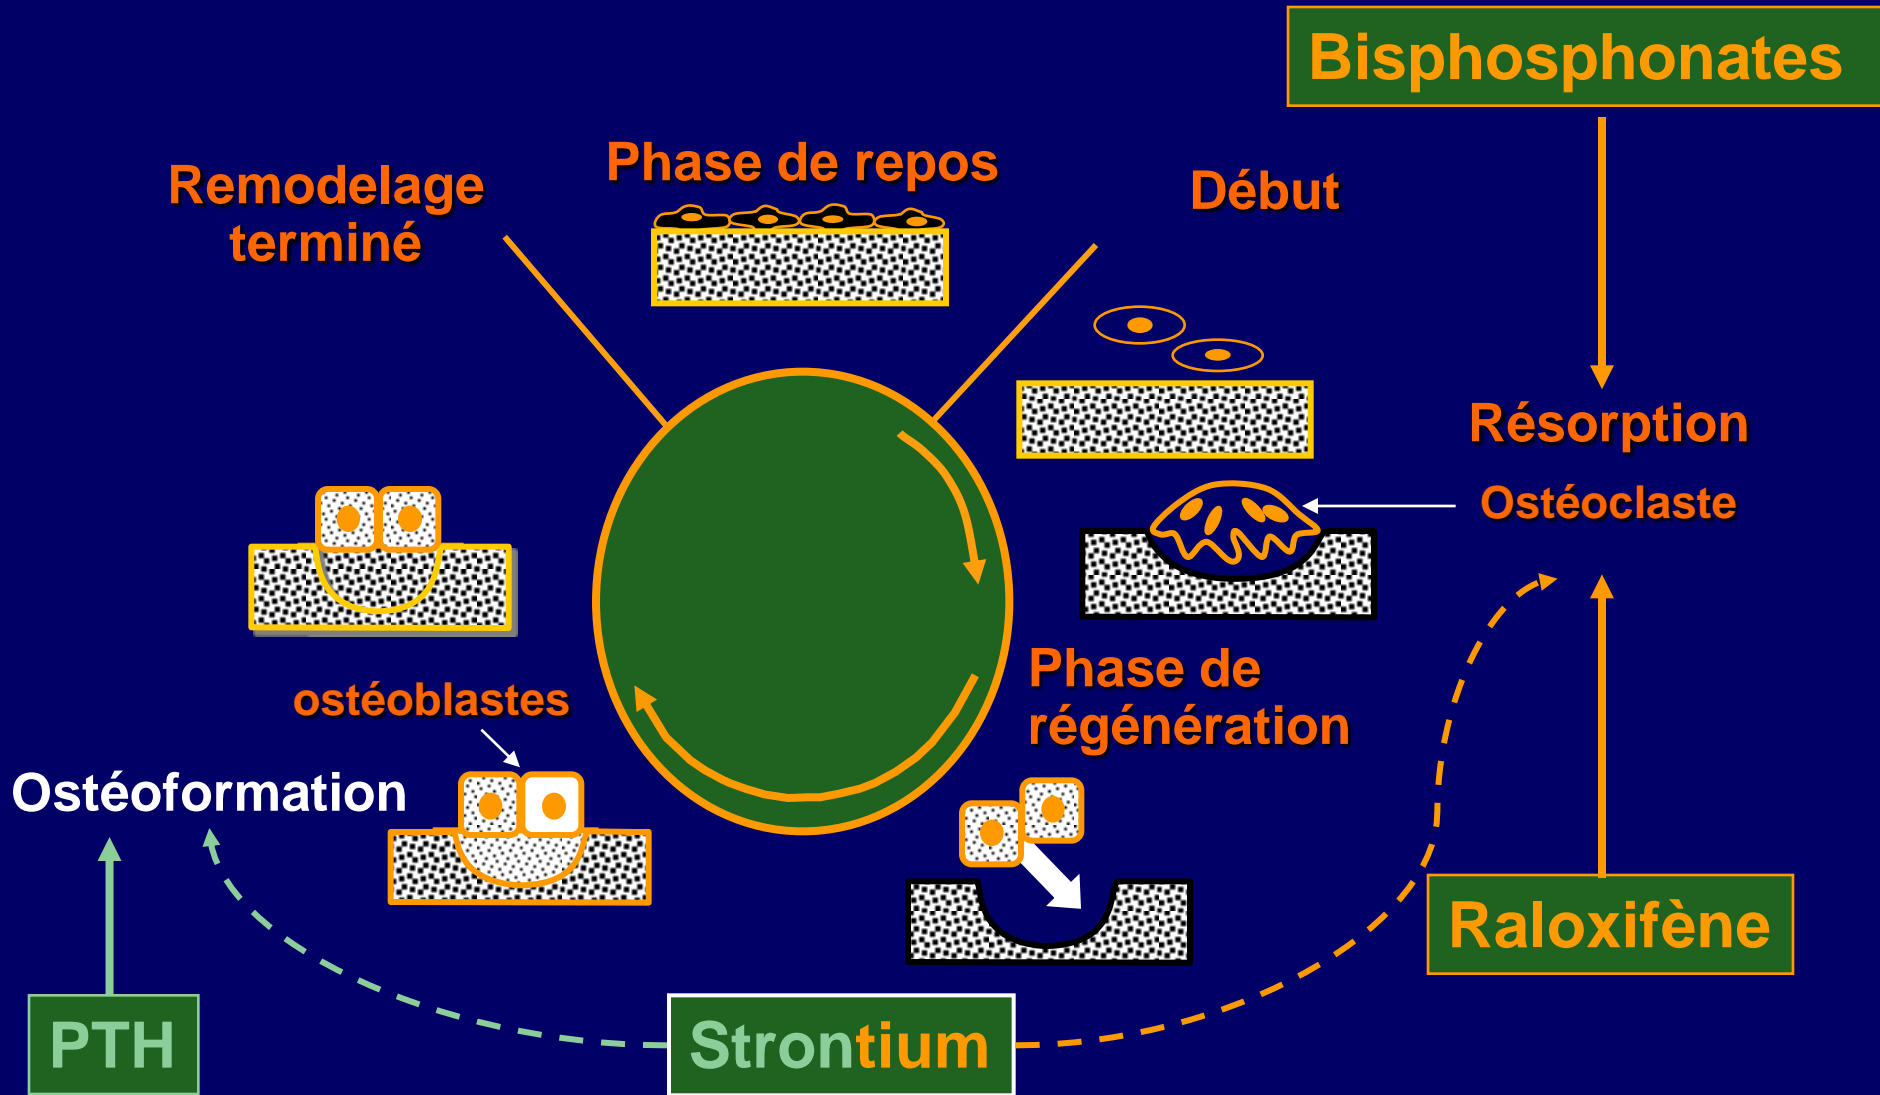 Bisphosphonates
Remodelage
terminé
Phase de repos
Début
Résorption
Ostéoclaste
Phase de
régénération
ostéoblastes
Ostéoformation
Raloxifène
PTH
Strontium